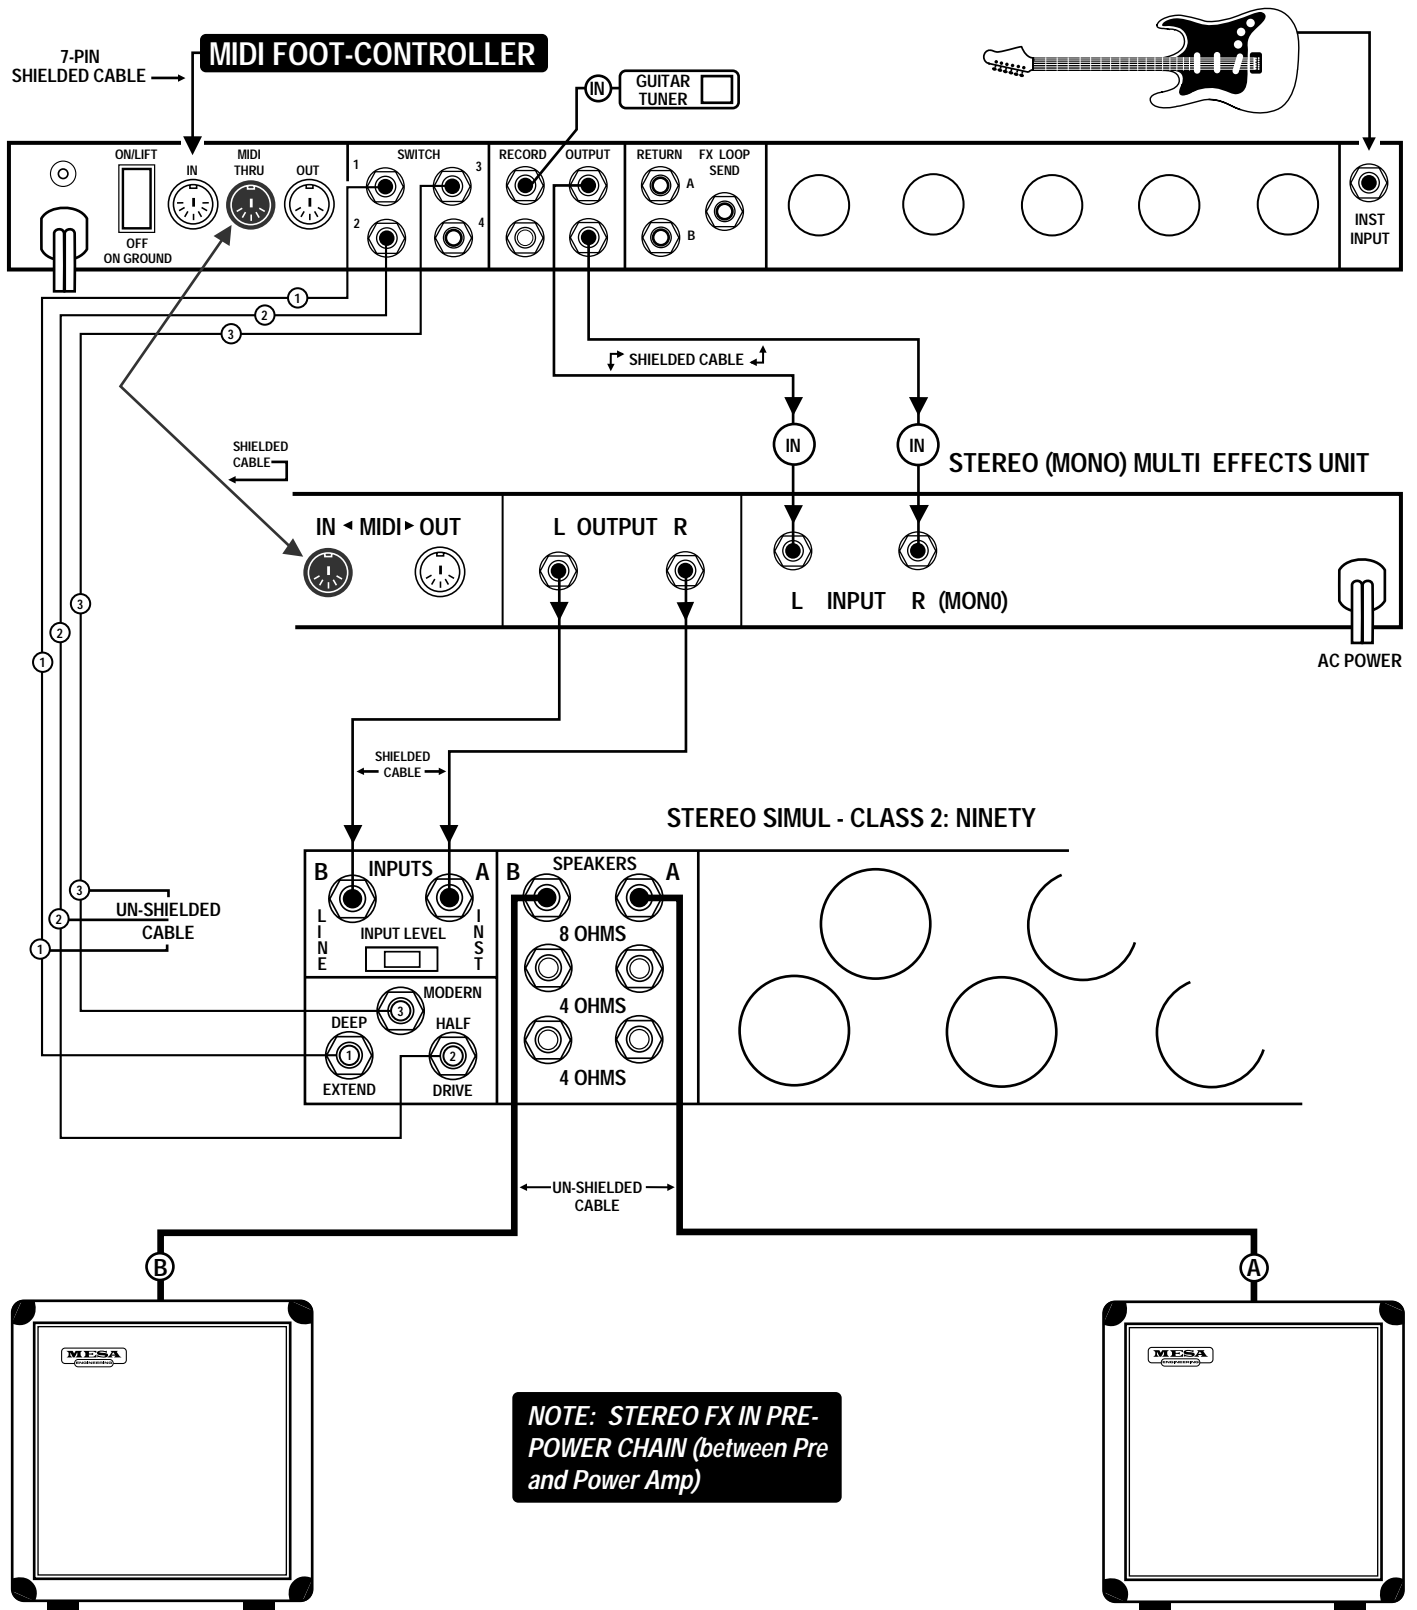 7-PIN
SHIELDED CABLE
MIDI FOOT-CONTROLLER
IN
GUITAR
TUNER
ON/LIFT
IN
MIDI
THRU
OUT
OFF
ON GROUND
SWITCH
1
3
2
4
RECORD
OUTPUT
RETURN
A
B
FX LOOP
SEND
INST
INPUT
1
2
3
SHIELDED CABLE
IN
IN
SHIELDED
CABLE
STEREO (MONO) MULTI EFFECTS UNIT
IN MIDI OUT
L OUTPUT R
L INPUT R (MON0)
AC POWER
3
2
1
SHIELDED
CABLE
STEREO SIMUL - CLASS 2: NINETY
B INPUTS A
LINE
INPUT LEVEL
INST
B SPEAKERS A
8 OHMS
4 OHMS
4 OHMS
3
2
1
UN-SHIELDED
CABLE
MODERN
3
DEEP
1
EXTEND
HALF
2
DRIVE
UN-SHIELDED
CABLE
B
A
MESA
ENGINEERING
MESA
ENGINEERING
NOTE: STEREO FX IN PRE-
POWER CHAIN (between Pre
and Power Amp)